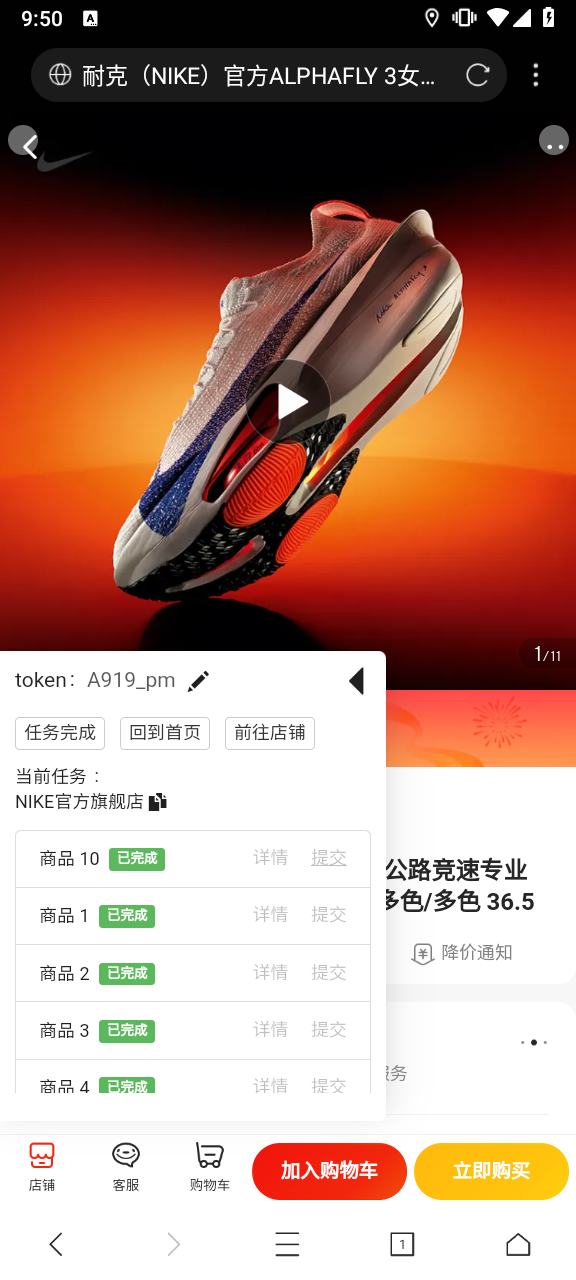 9:50
耐克（NIKE）官方ALPHAFLY 3女...
1/11
token： A919_pm
任务完成 回到首页 前往店铺
当前任务：
NIKE官方旗舰店
商品 10 已完成 详情 提交
商品 1 已完成 详情 提交
商品 2 已完成 详情 提交
商品 3 已完成 详情 提交
商品 4 已完成 详情 提交
公路竞速专业
多色/多色 36.5
降价通知
服务
店铺 客服 购物车 加入购物车 立即购买
1